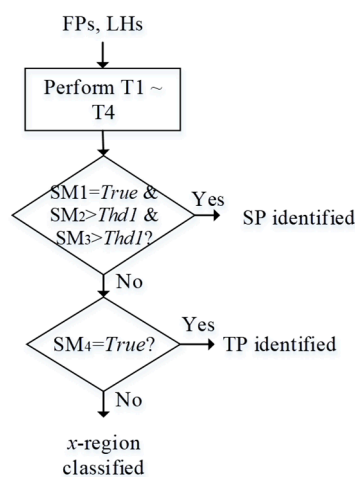 FPs, LHs
Perform T1 ~
T4
SM1=True &
SM2>Thd1 &
SM3>Thd1?
Yes
SP identified
No
SM4=True?
Yes
TP identified
No
x-region
classified